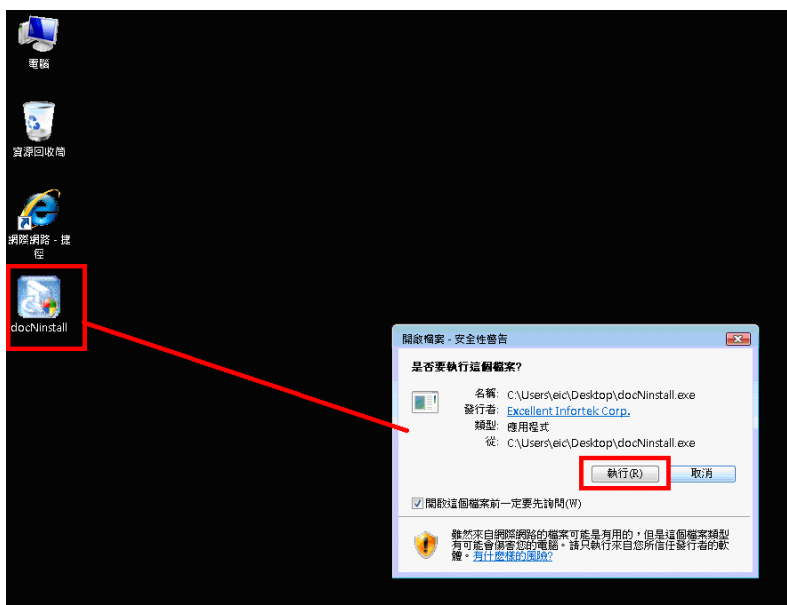 電腦
資源回收筒
網際網路 - 捷
徑
docNinstall
開啟檔案 - 安全性警告
是否要執行這個檔案?
名稱: C:\Users\eic\Desktop\docNinstall.exe
發行者: Excellent Infortek Corp.
類型: 應用程式
從: C:\Users\eic\Desktop\docNinstall.exe
執行(R) 取消
開啟這個檔案前一定要先詢問(W)
雖然來自網際網路的檔案可能是有用的，但是這個檔案類型
有可能會傷害您的電腦。請只執行來自您所信任發行者的軟
體。有什麼樣的風險?